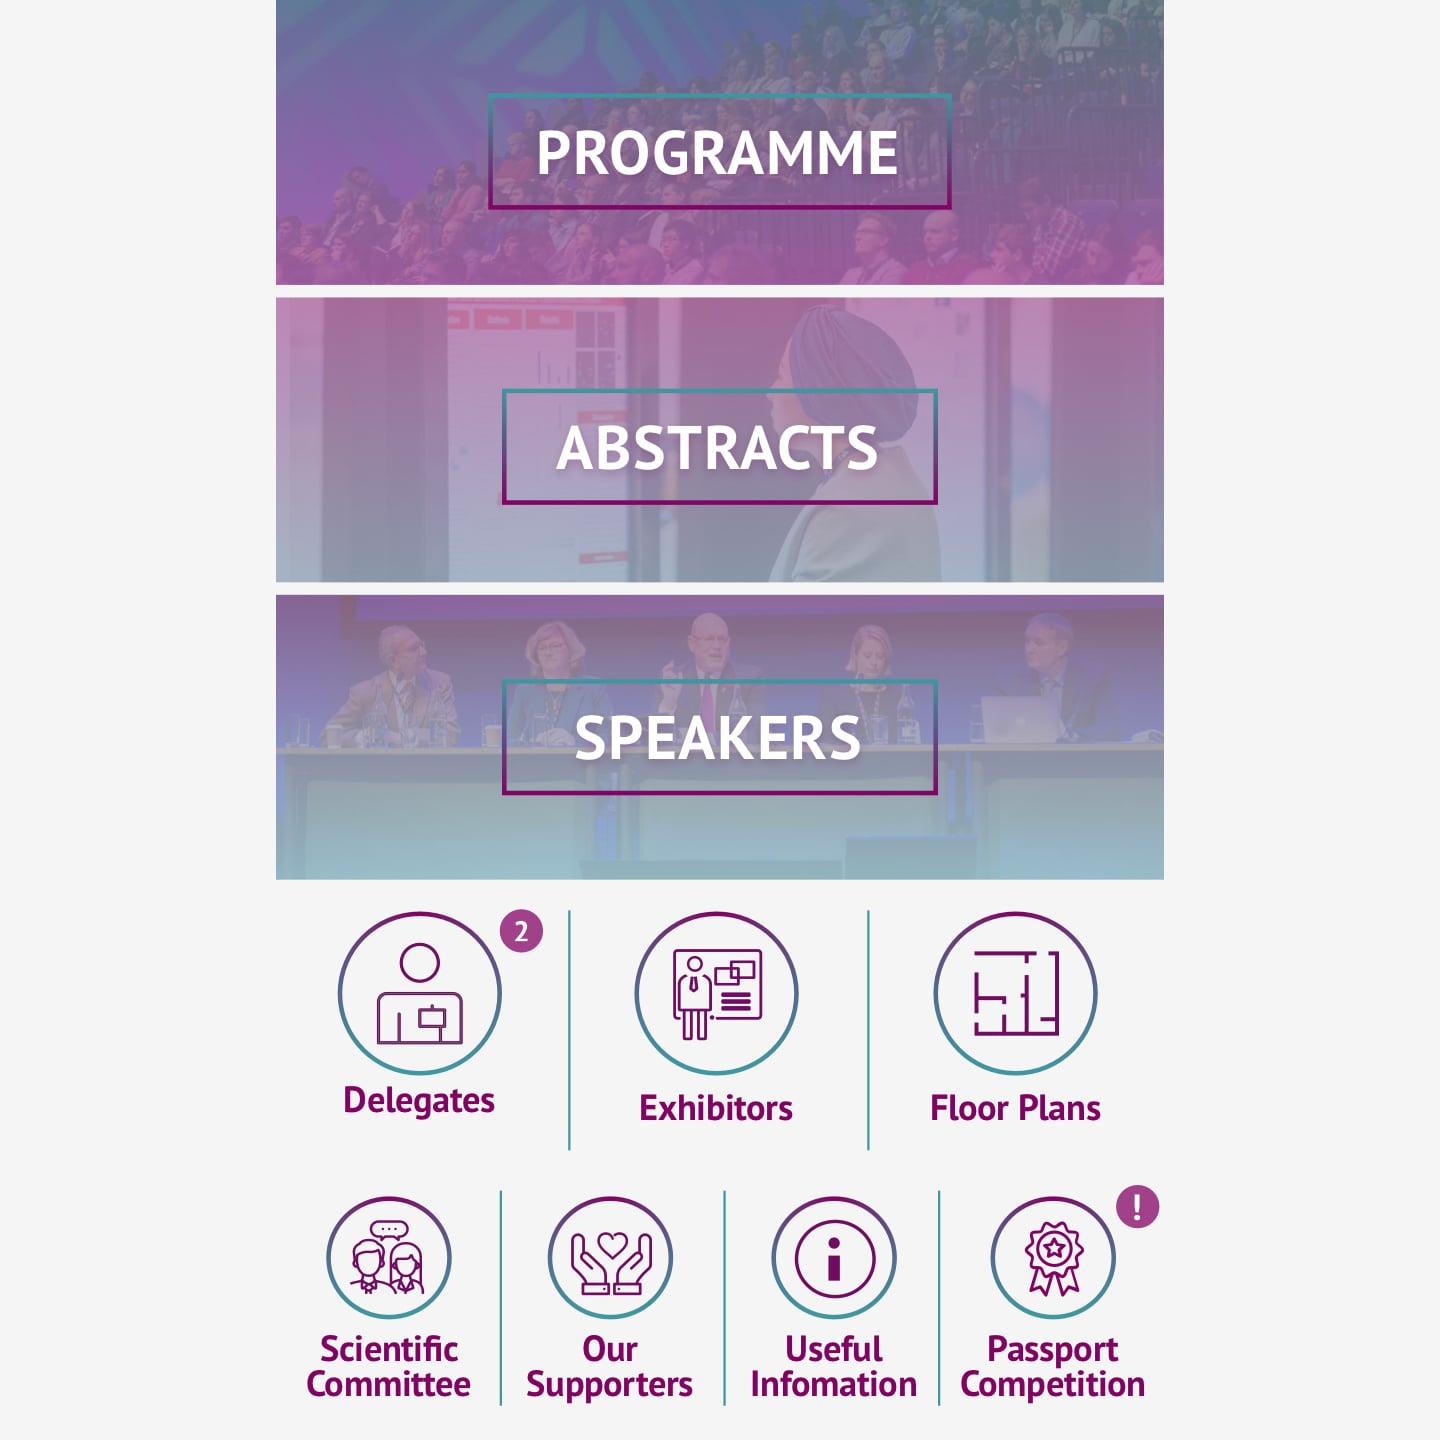 PROGRAMME
ABSTRACTS
SPEAKERS
2
Delegates
Exhibitors
Floor Plans
!
Scientific
Committee
Our
Supporters
Useful
Infomation
Passport
Competition